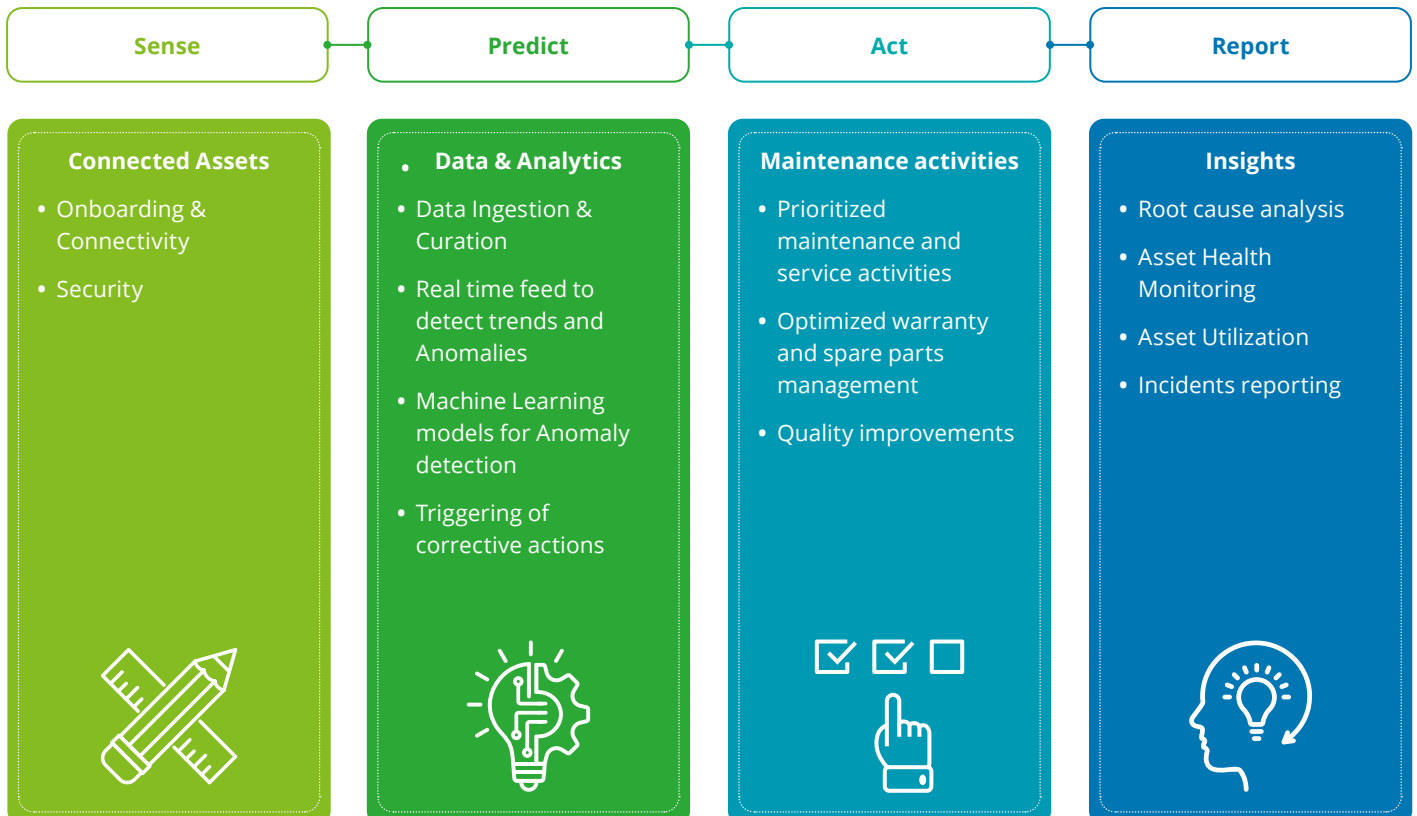 Sense
Predict
Act
Report
Connected Assets
• Onboarding &
Connectivity
• Security
• Data & Analytics
• Data Ingestion &
Curation
• Real time feed to
detect trends and
Anomalies
• Machine Learning
models for Anomaly
detection
• Triggering of
corrective actions
Maintenance activities
• Prioritized
maintenance and
service activities
• Optimized warranty
and spare parts
management
• Quality improvements
Insights
• Root cause analysis
• Asset Health
Monitoring
• Asset Utilization
• Incidents reporting